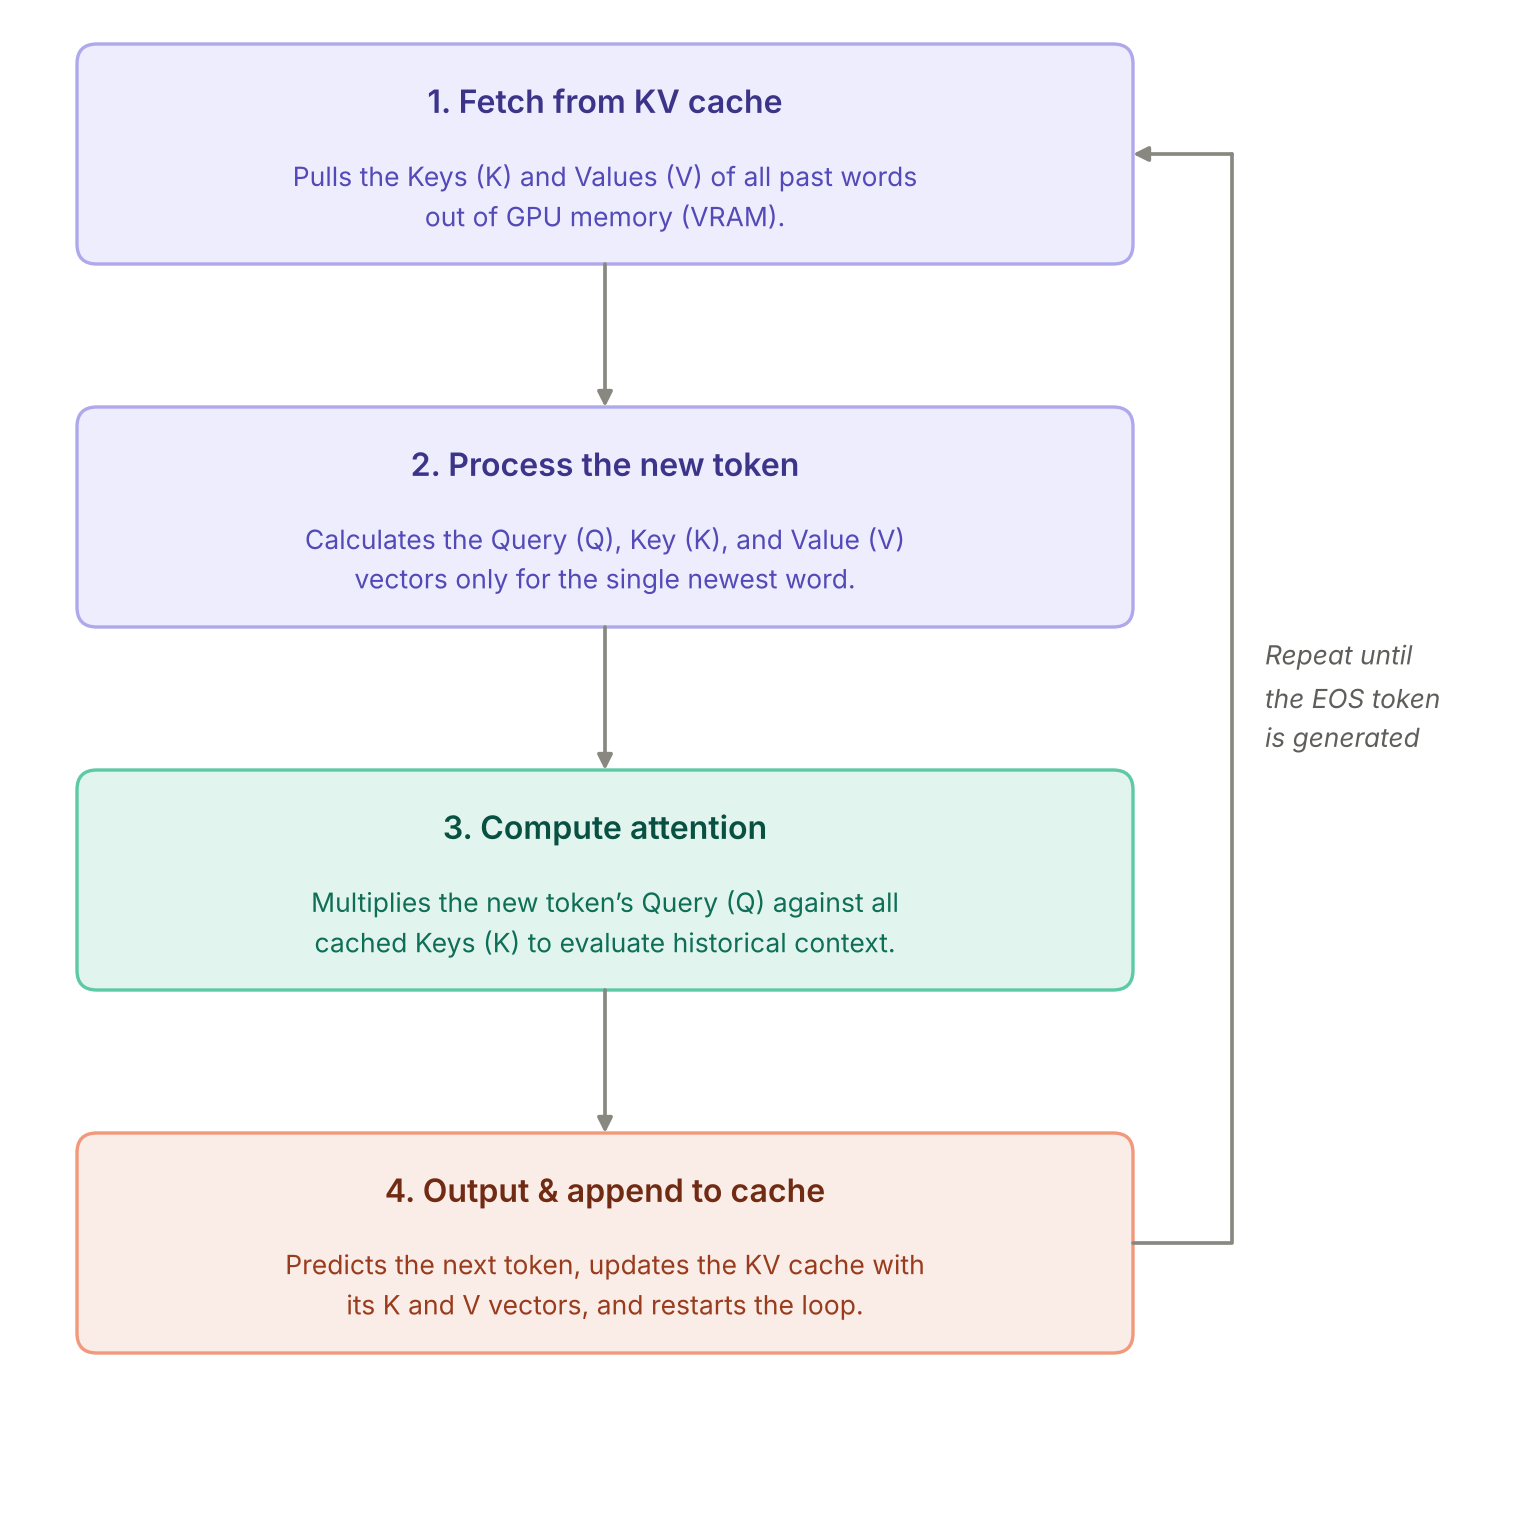 1. Fetch from KV cache
Pulls the Keys (K) and Values (V) of all past words
out of GPU memory (VRAM).
2. Process the new token
Calculates the Query (Q), Key (K), and Value (V)
vectors only for the single newest word.
Repeat until
the EOS token
is generated
3. Compute attention
Multiplies the new token’s Query (Q) against all
cached Keys (K) to evaluate historical context.
4. Output & append to cache
Predicts the next token, updates the KV cache with
its K and V vectors, and restarts the loop.